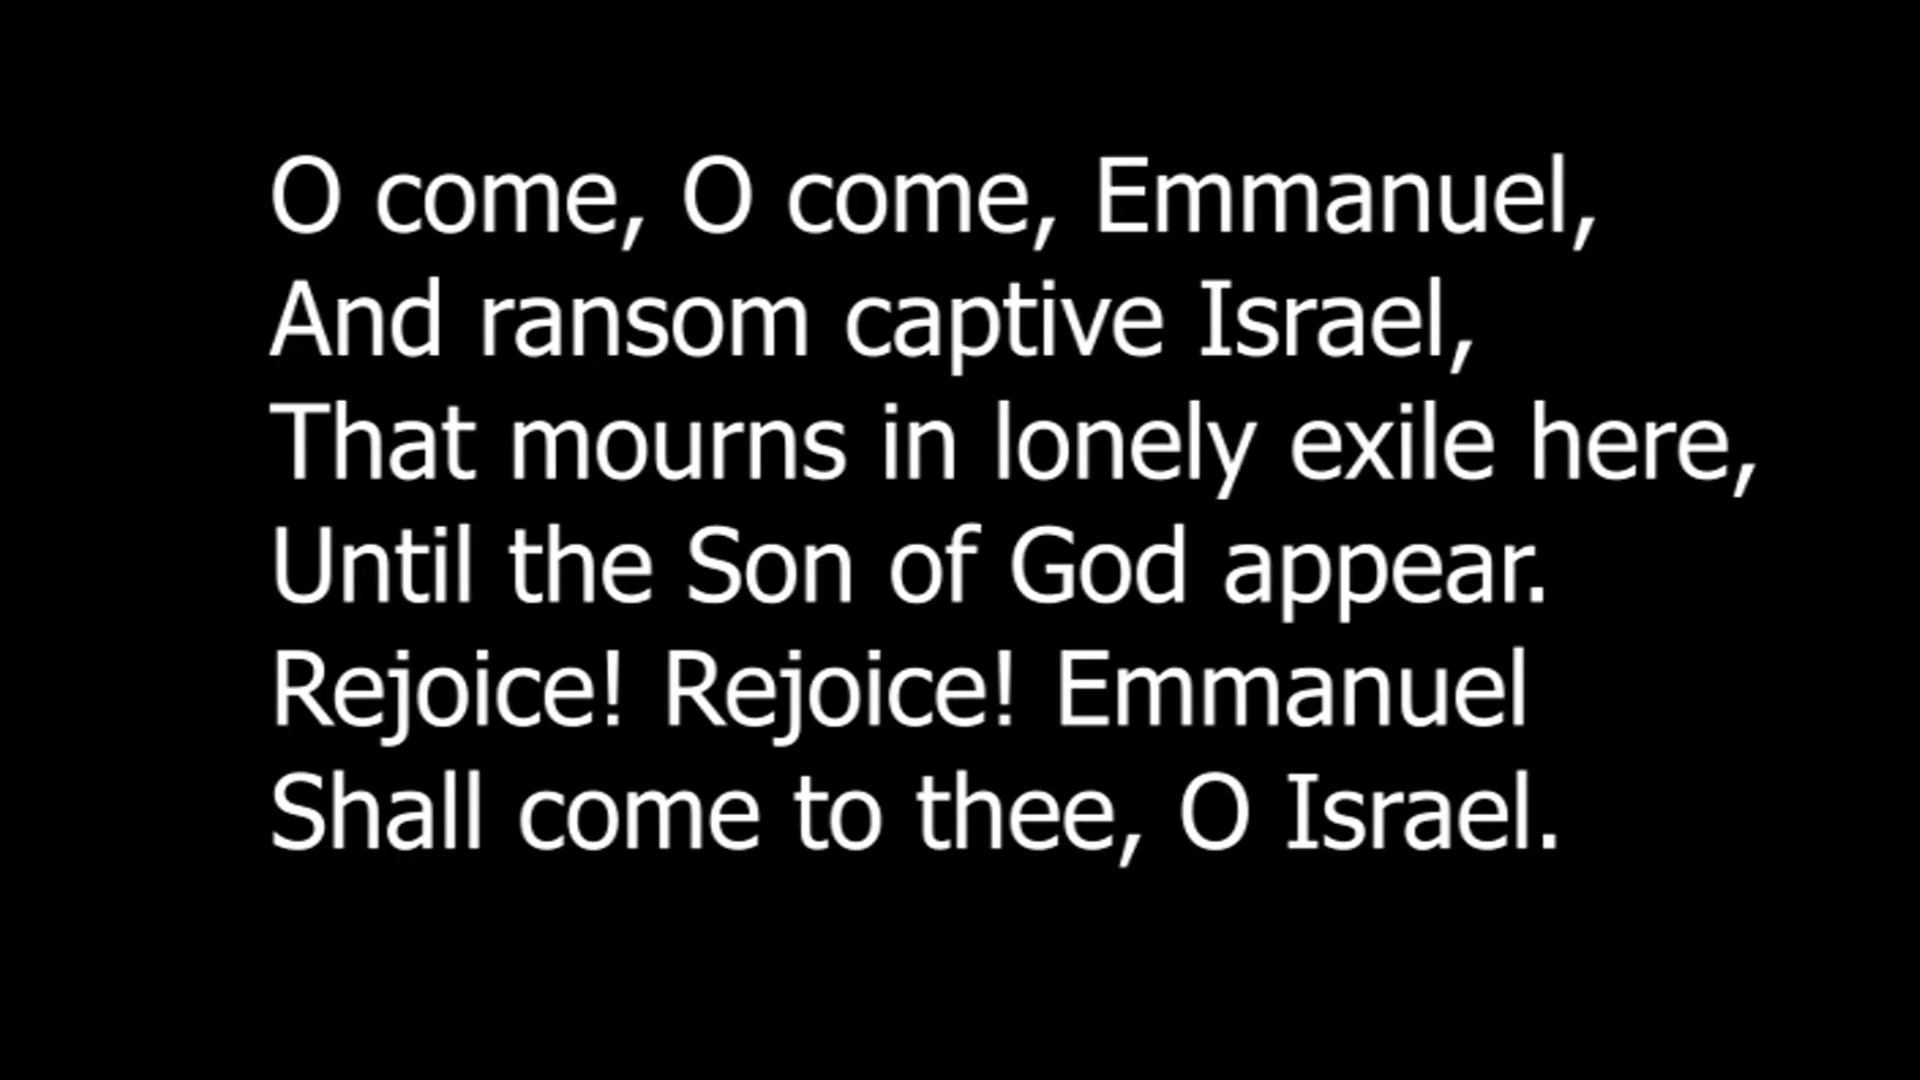 O come, O come, Emmanuel,
And ransom captive Israel,
That mourns in lonely exile here,
Until the Son of God appear.
Rejoice! Rejoice! Emmanuel
Shall come to thee, O Israel.